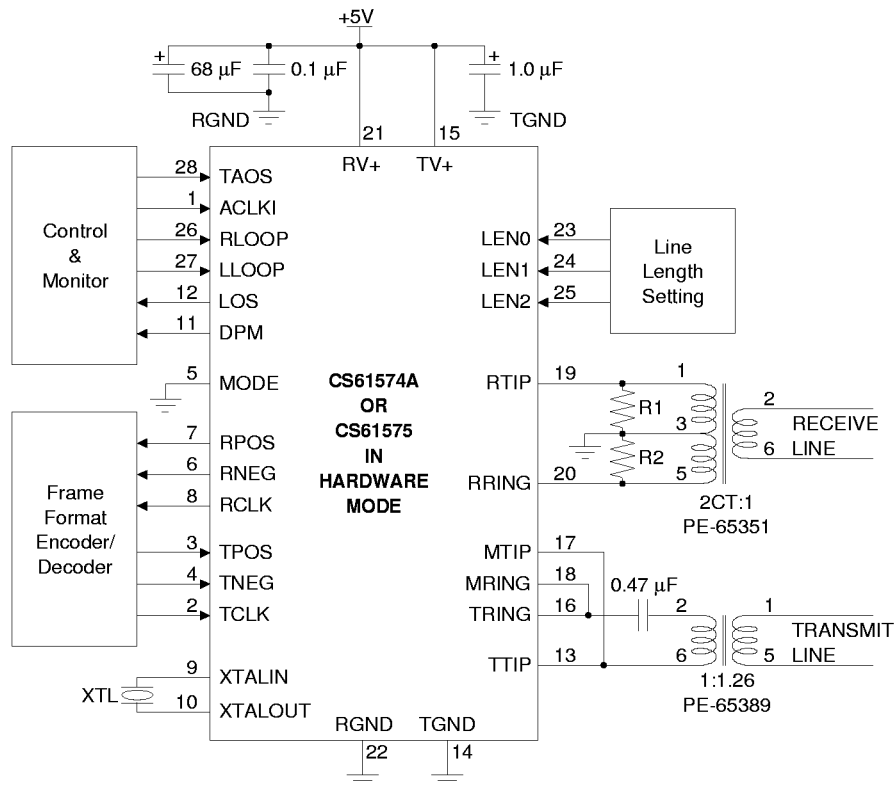 +5V
+
68 μF
0.1 μF
+
1.0 μF
RGND
TGND
21
15
RV+
TV+
Control
&
Monitor
28
TAOS
1
ACLKI
26
RLOOP
27
LLOOP
12
LOS
11
DPM
5
MODE
LEN0
23
LEN1
24
LEN2
25
Line
Length
Setting
CS61574A
OR
CS61575
IN
HARDWARE
MODE
Frame
Format
Encoder/
Decoder
7
RPOS
6
RNEG
8
RCLK
3
TPOS
4
TNEG
2
TCLK
RTIP
19
R1
R2
RRING
20
1
3
5
2
6
RECEIVE
LINE
2CT:1
PE-65351
MTIP
17
MRING
18
TRING
16
TTIP
13
0.47 μF
2
6
1
5
TRANSMIT
LINE
1:1.26
PE-65389
XTL
9
XTALIN
10
XTALOUT
RGND
TGND
22
14